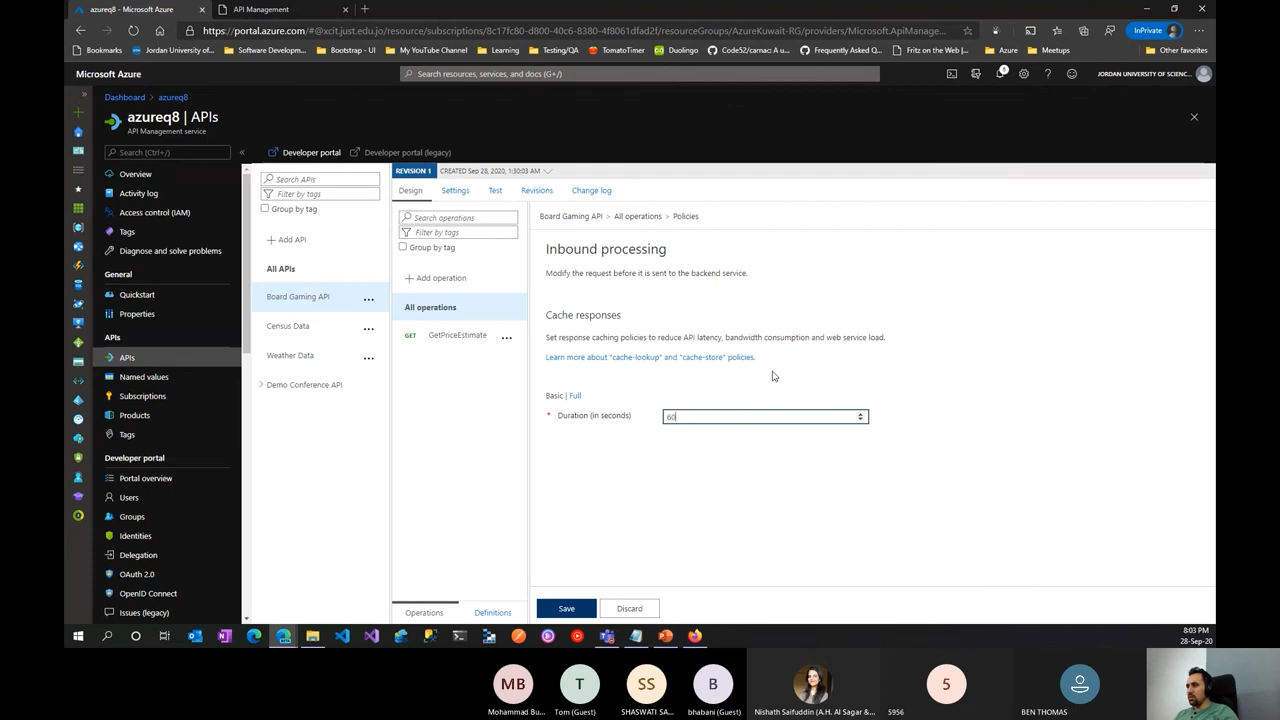 azureq8 - Microsoft Azure
API Management
https://portal.azure.com/#@xcit.just.edu.jo/resource/subscriptions/8c17fc80-d800-40c6-8380-4f8061dfad2f/resourceGroups/AzureKuwait-RG/providers/Microsoft.ApiManage...
InPrivate
Bookmarks
Jordan University of...
Software Developm...
Bootstrap - UI
My YouTube Channel
Learning
Testing/QA
TomatoTimer
Duolingo
Code52/carnac: A u...
Frequently Asked Q...
Fritz on the Web |...
Azure
Meetups
Other favorites
Microsoft Azure
Search resources, services, and docs (G+/)
JORDAN UNIVERSITY OF SCIENC...
Dashboard > azureq8
azureq8 | APIs
API Management service
Search (Ctrl+/)
Developer portal
Developer portal (legacy)
Overview
Activity log
Access control (IAM)
Tags
Diagnose and solve problems
General
Quickstart
Properties
APIs
APIs
Named values
Subscriptions
Products
Tags
Developer portal
Portal overview
Users
Groups
Identities
Delegation
OAuth 2.0
OpenID Connect
Issues (legacy)
Search APIs
Filter by tags
Group by tag
Add API
All APIs
Board Gaming API
Census Data
Weather Data
Demo Conference API
REVISION 1
CREATED Sep 28, 2020, 1:30:03 AM
Design
Settings
Test
Revisions
Change log
Search operations
Filter by tags
Group by tag
Add operation
All operations
GET GetPriceEstimate
Operations
Definitions
Board Gaming API > All operations > Policies
Inbound processing
Modify the request before it is sent to the backend service.
Cache responses
Set response caching policies to reduce API latency, bandwidth consumption and web service load.
Learn more about "cache-lookup" and "cache-store" policies.
Basic | Full
* Duration (in seconds)
60
Save
Discard
8:03 PM
28-Sep-20
MB
T
SS
B
5
Mohammad Bu...
Tom (Guest)
SHASWATI SA...
bhabani (Guest)
Nishath Saifuddin (A.H. Al Sagar &...
5956
BEN THOMAS